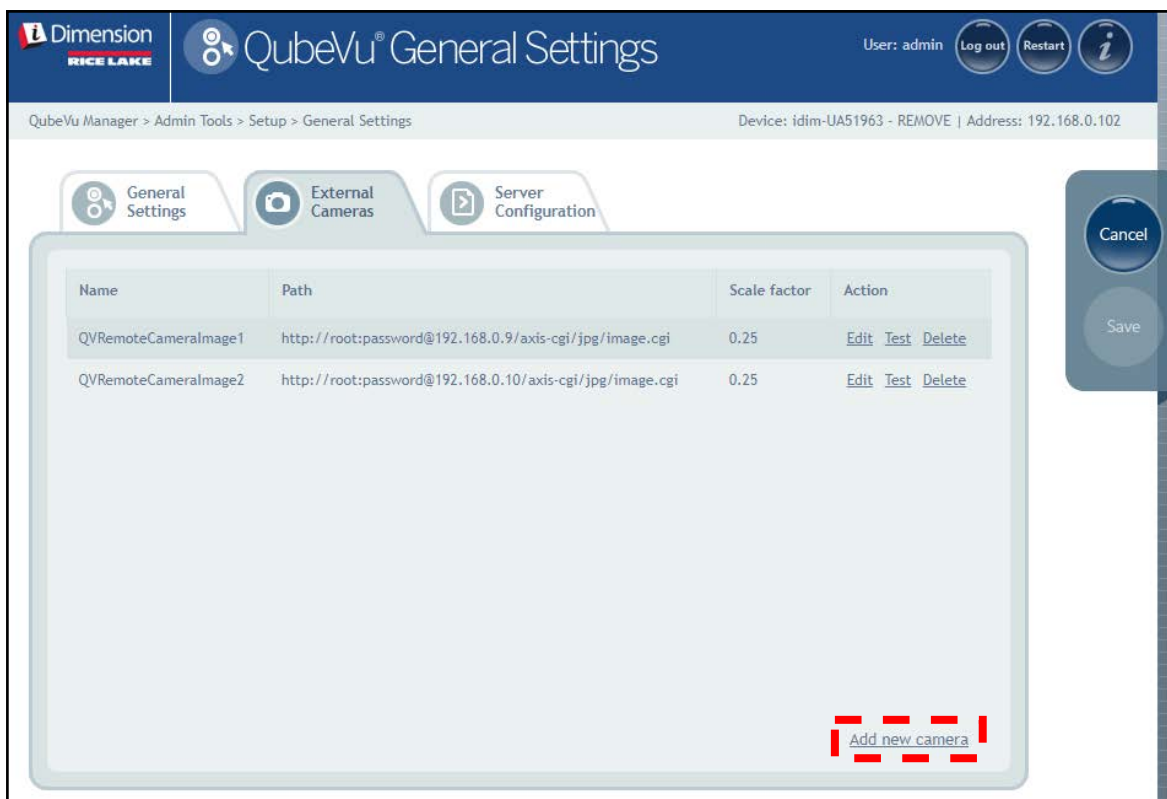 iDimension
RICE LAKE
QubeVu® General Settings
User: admin
Log out
Restart
i
QubeVu Manager > Admin Tools > Setup > General Settings
Device: idim-UA51963 - REMOVE | Address: 192.168.0.102
General
Settings
External
Cameras
Server
Configuration
Cancel
Save
Name Path Scale factor Action
QVRemoteCameraImage1 http://root:password@192.168.0.9/axis-cgi/jpg/image.cgi 0.25 Edit Test Delete
QVRemoteCameraImage2 http://root:password@192.168.0.10/axis-cgi/jpg/image.cgi 0.25 Edit Test Delete
Add new camera